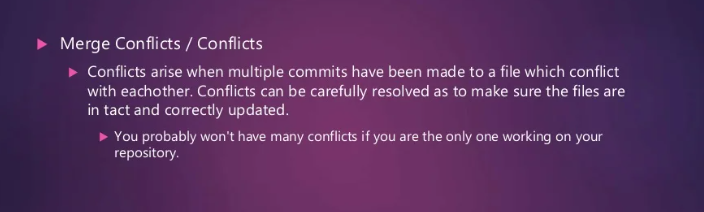 Merge Conflicts / Conflicts
Conflicts arise when multiple commits have been made to a file which conflict
with eachother. Conflicts can be carefully resolved as to make sure the files are
in tact and correctly updated.
You probably won't have many conflicts if you are the only one working on your
repository.